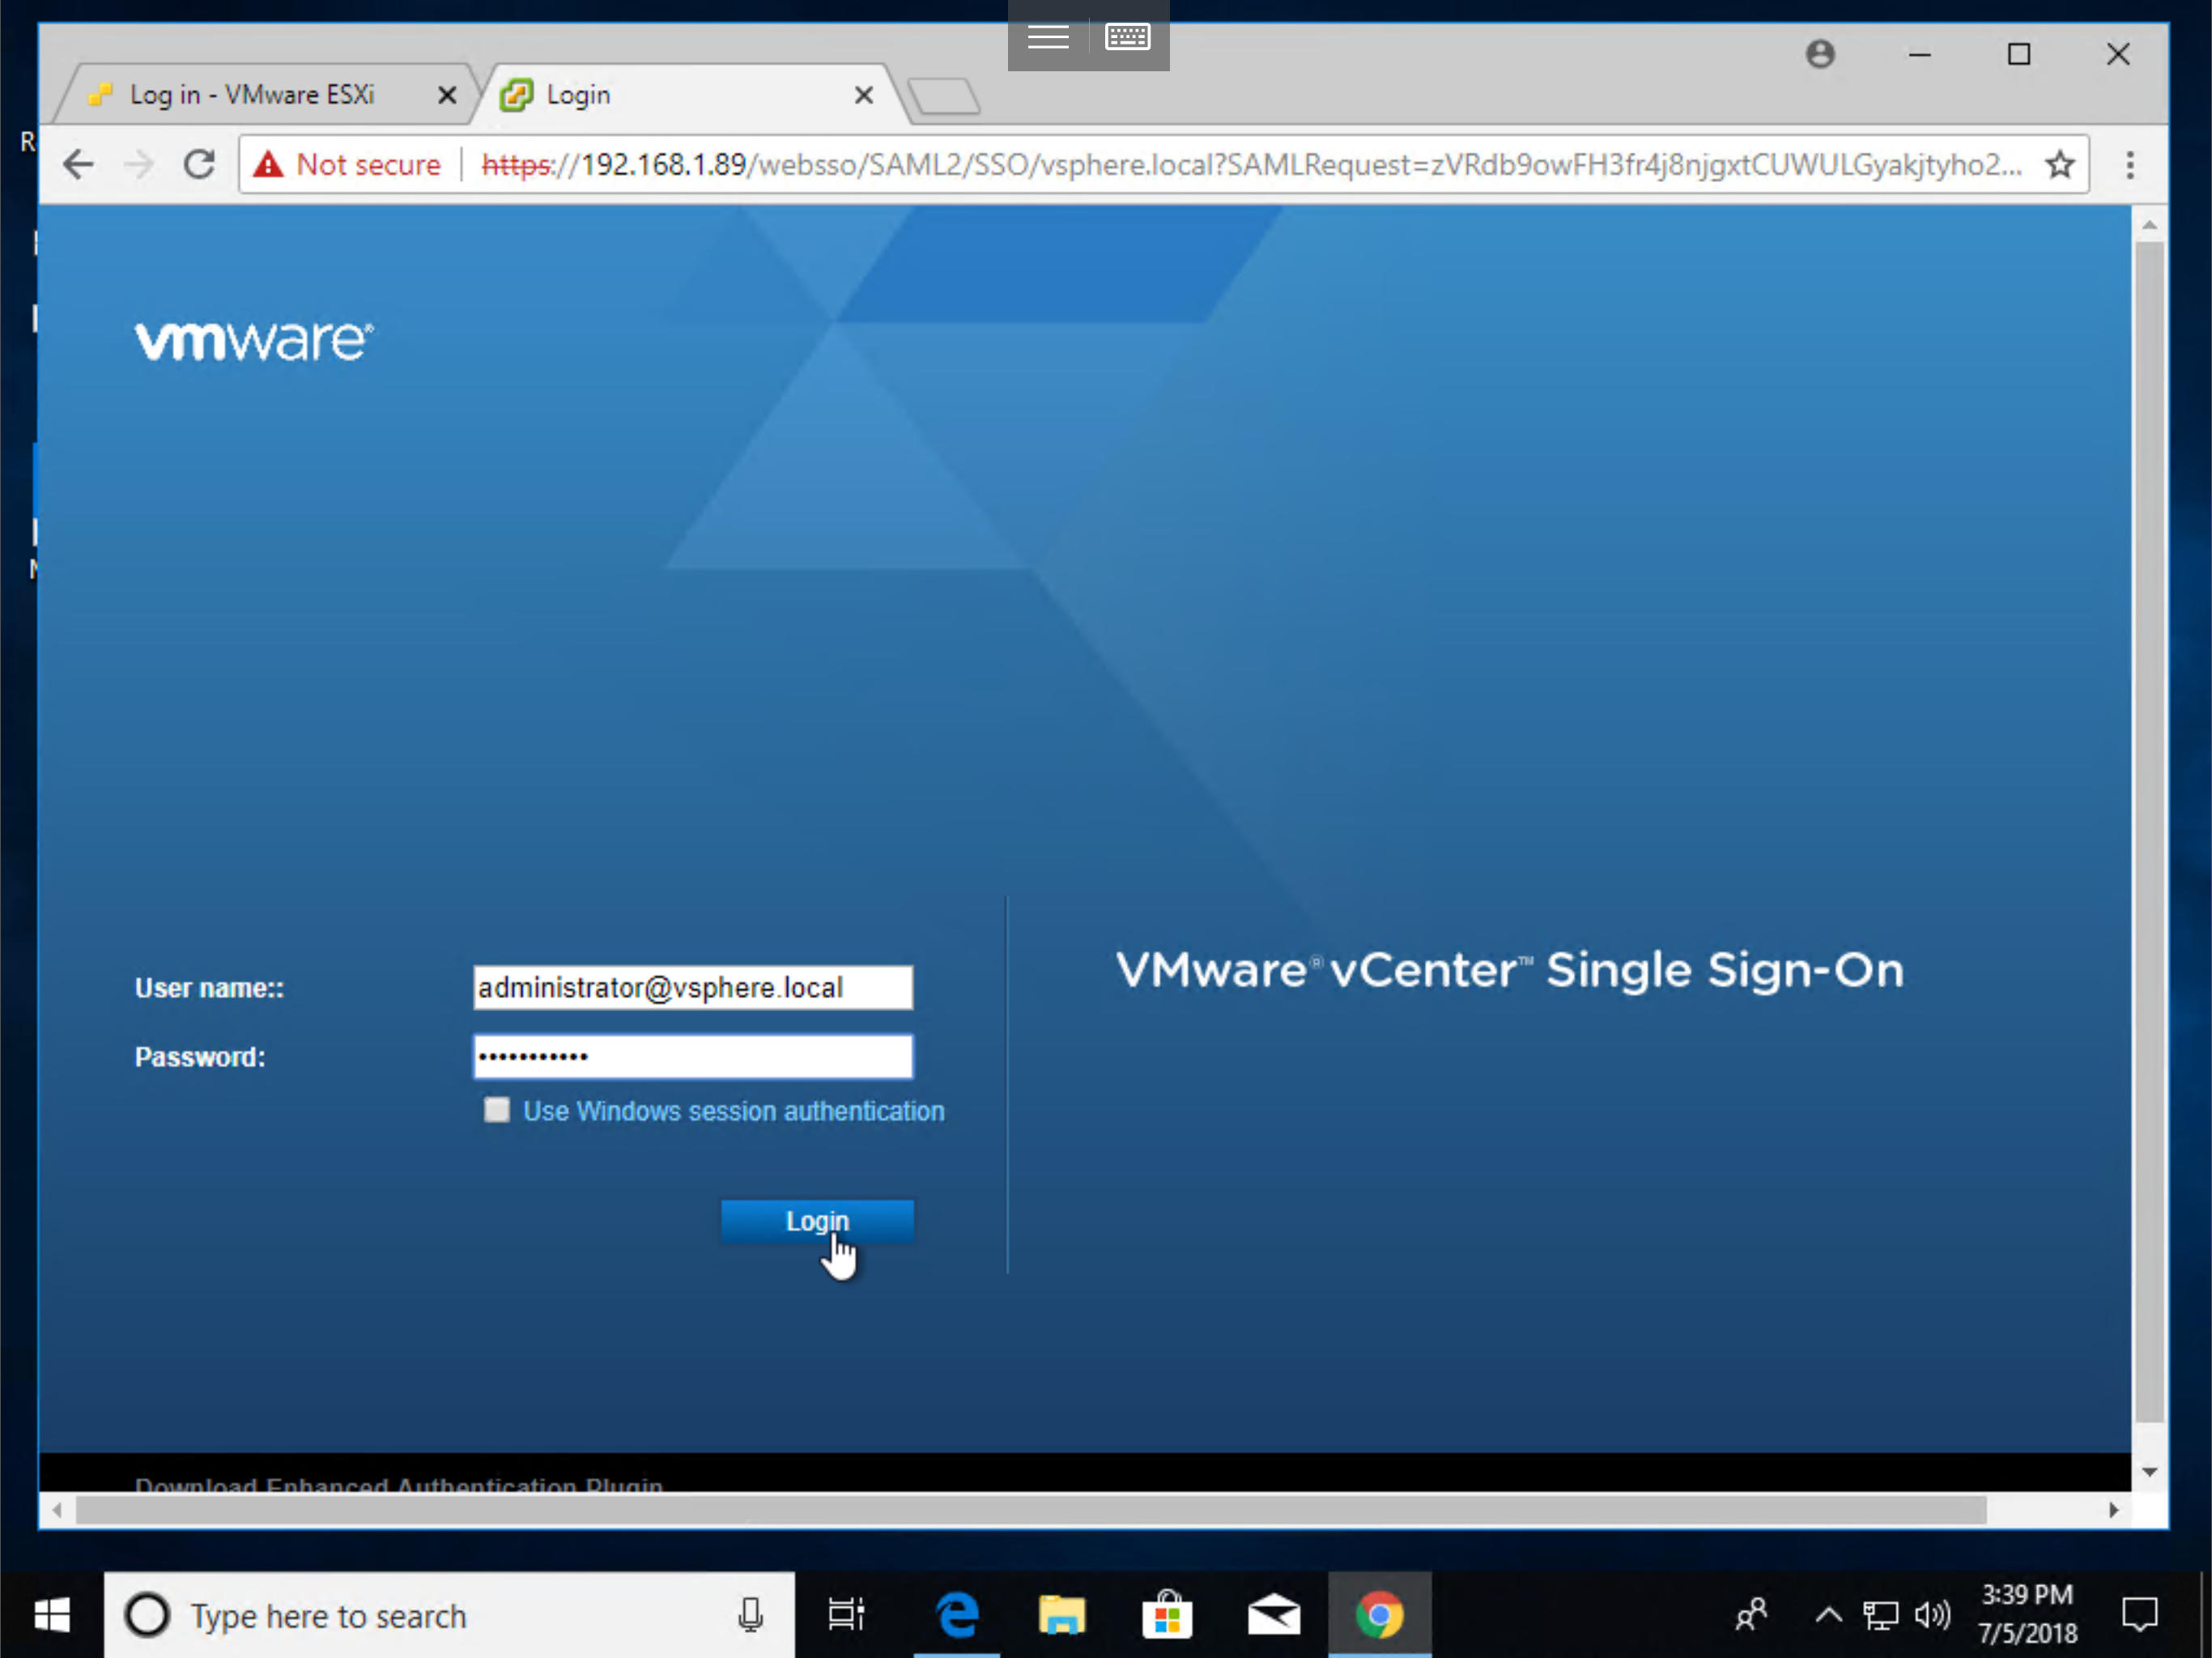 Log in - VMware ESXi
Login
R
Not secure
https://192.168.1.89/websso/SAML2/SSO/vsphere.local?SAMLRequest=zVRdb9owFH3fr4j8njgxtCUWULGyakjtyho2...
vmware®
User name::
administrator@vsphere.local
Password:
•••••••••••
Use Windows session authentication
Login
VMware® vCenter™ Single Sign-On
Download Enhanced Authentication Plugin
Type here to search
3:39 PM
7/5/2018